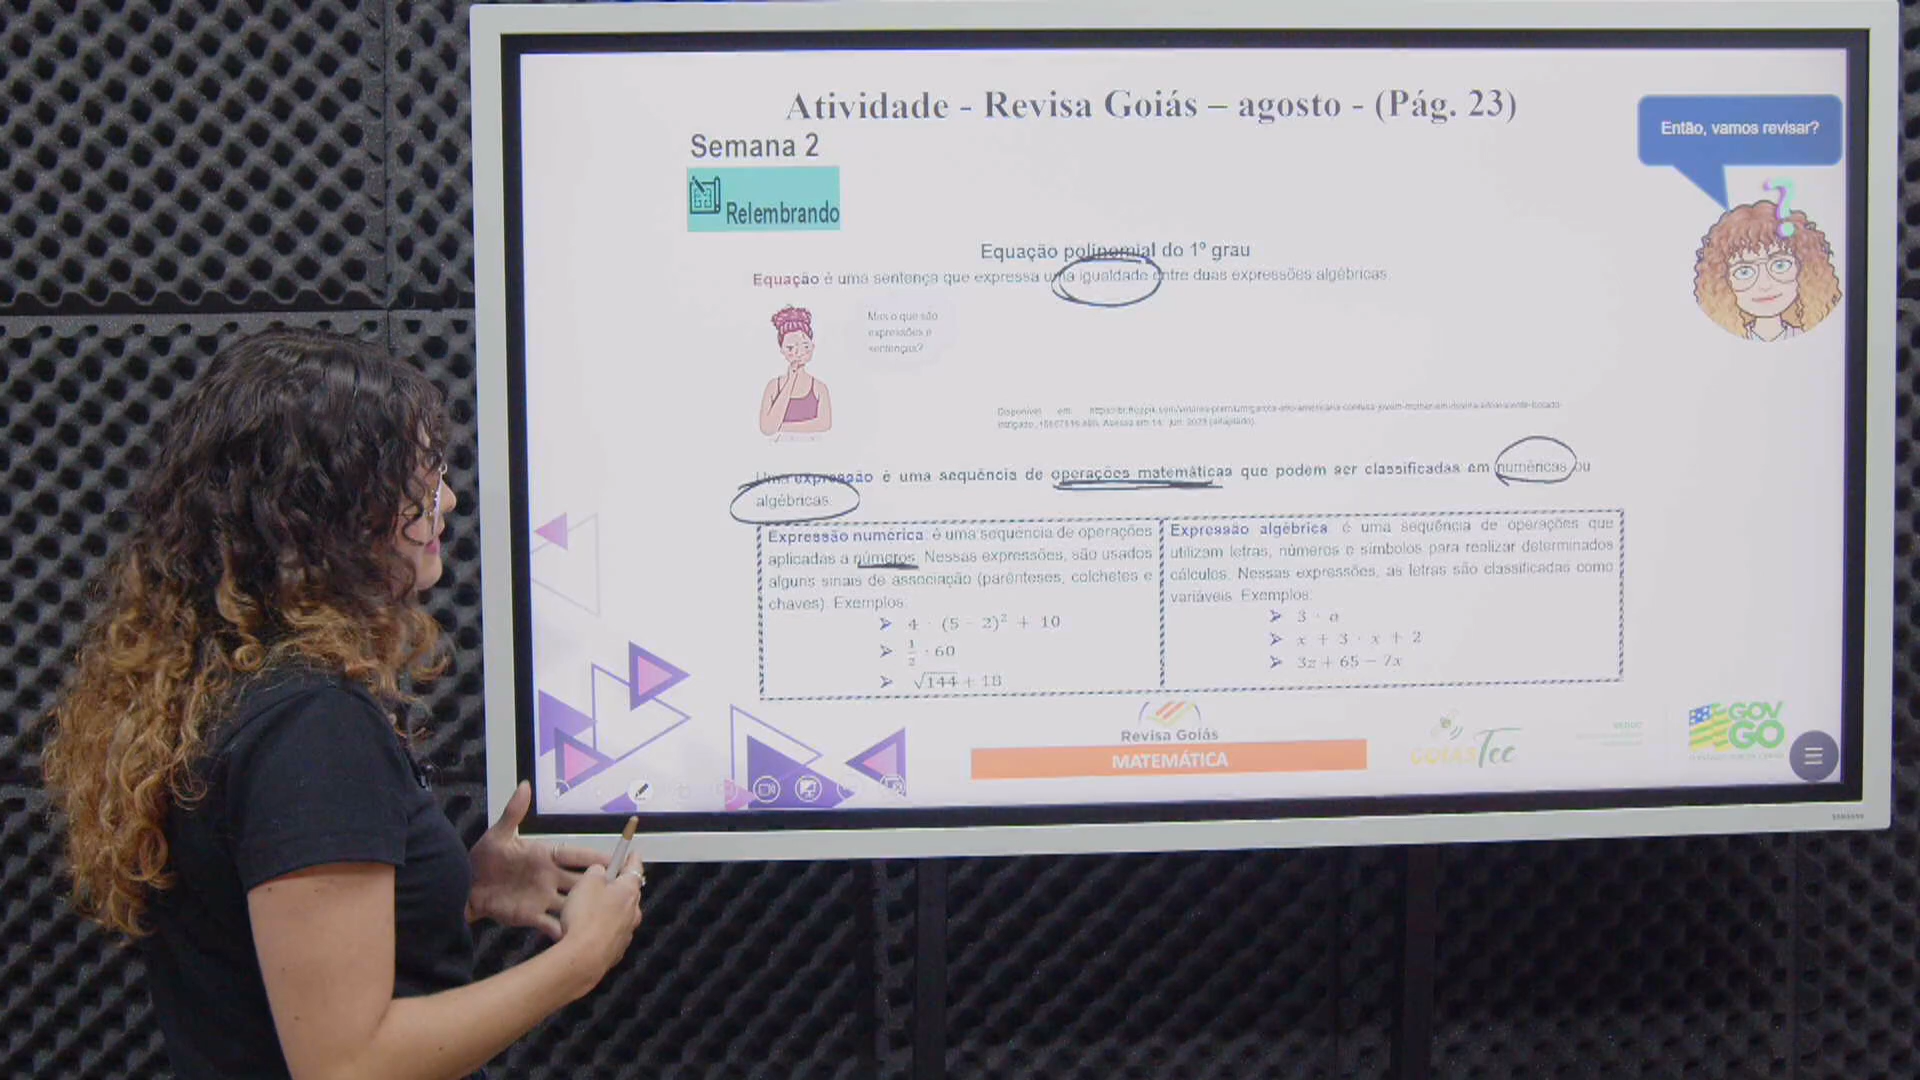 Atividade - Revisa Goiás – agosto - (Pág. 23)
Então, vamos revisar?
Semana 2
Relembrando
Equação polinomial do 1º grau
Equação é uma sentença que expressa uma igualdade entre duas expressões algébricas.
Mas o que são
expressões e
sentenças?
Disponível em:
Uma expressão é uma sequência de operações matemáticas que podem ser classificadas em numéricas ou
algébricas.
Expressão numérica: é uma sequência de operações
aplicadas a números. Nessas expressões, são usados
alguns sinais de associação (parênteses, colchetes e
chaves). Exemplos:
➢ 4 · (5 − 2)² + 10
➢ 1/2 · 60
➢ √144 + 18
Expressão algébrica: é uma sequência de operações que
utilizam letras, números e símbolos para realizar determinados
cálculos. Nessas expressões, as letras são classificadas como
variáveis. Exemplos:
➢ 3 · a
➢ x + 3 · x + 2
➢ 3z + 65 − 7x
Revisa Goiás
MATEMÁTICA
GOIÁS Tec
GOV
GO
SAMSUNG